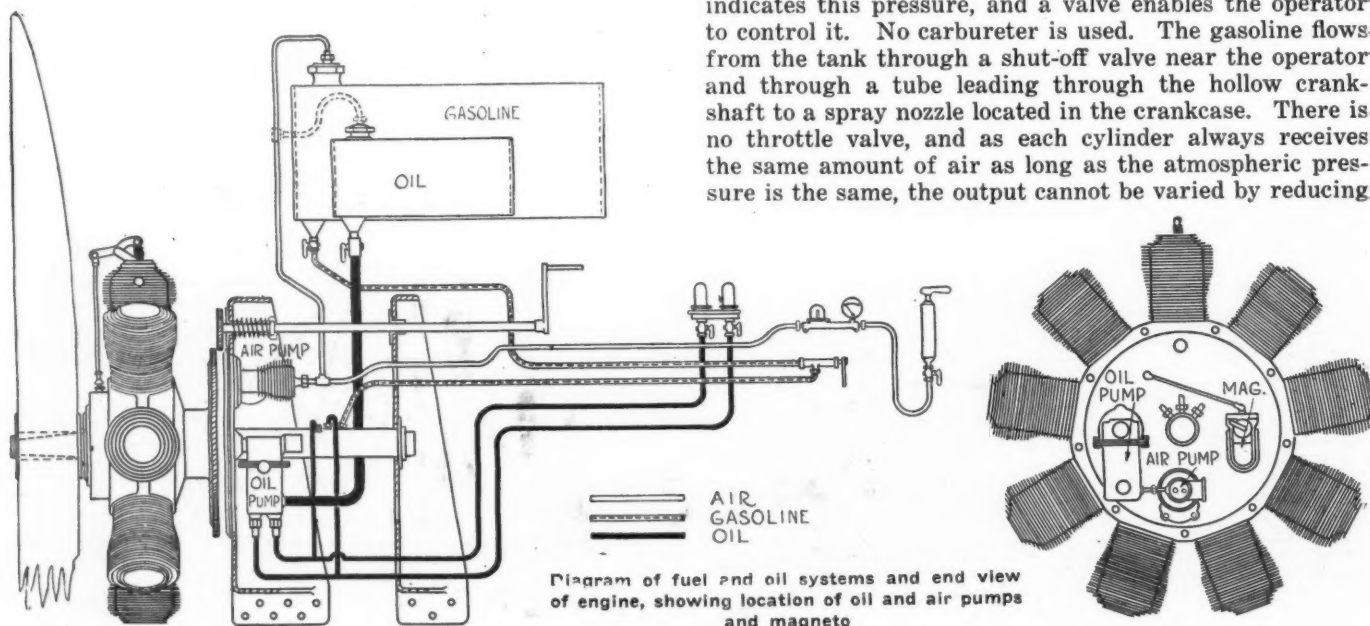 indicates this pressure, and a valve enables the operator
to control it. No carbureter is used. The gasoline flows
from the tank through a shut-off valve near the operator
and through a tube leading through the hollow crank-
shaft to a spray nozzle located in the crankcase. There is
no throttle valve, and as each cylinder always receives
the same amount of air as long as the atmospheric pres-
sure is the same, the output cannot be varied by reducing
GASOLINE
OIL
AIR PUMP
OIL
PUMP
AIR
GASOLINE
OIL
OIL
PUMP
MAG.
AIR PUMP
Diagram of fuel and oil systems and end view
of engine, showing location of oil and air pumps
and magneto